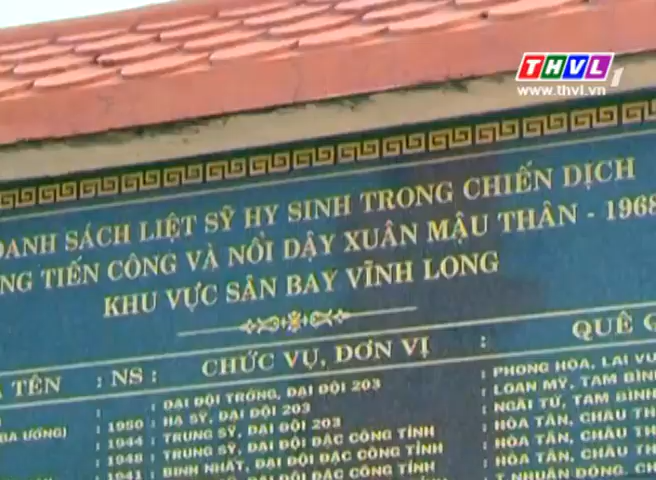 THVL1
www.thvl.vn
DANH SÁCH LIỆT SỸ HY SINH TRONG CHIẾN DỊCH
TIẾN CÔNG VÀ NỔI DẬY XUÂN MẬU THÂN - 1968
KHU VỰC SÂN BAY VĨNH LONG
TÊN : NS : CHỨC VỤ, ĐƠN VỊ : QUÊ
: ĐẠI ĐỘI TRƯỞNG, ĐẠI ĐỘI 203 : PHONG HÒA, LAI VU
: 1950 : HẠ SỸ, ĐẠI ĐỘI 203 : LOAN MỸ, TAM BÌNH
: 1944 : TRUNG SỸ, ĐẠI ĐỘI 203 : NGÃI TỨ, TAM BÌNH
: 1948 : TRUNG SỸ, ĐẠI ĐỘI ĐẶC CÔNG TỈNH : HÒA TÂN, CHÂU TH
: 1941 : BINH NHẤT, ĐẠI ĐỘI ĐẶC CÔNG TỈNH : HÒA TÂN, CHÂU TH